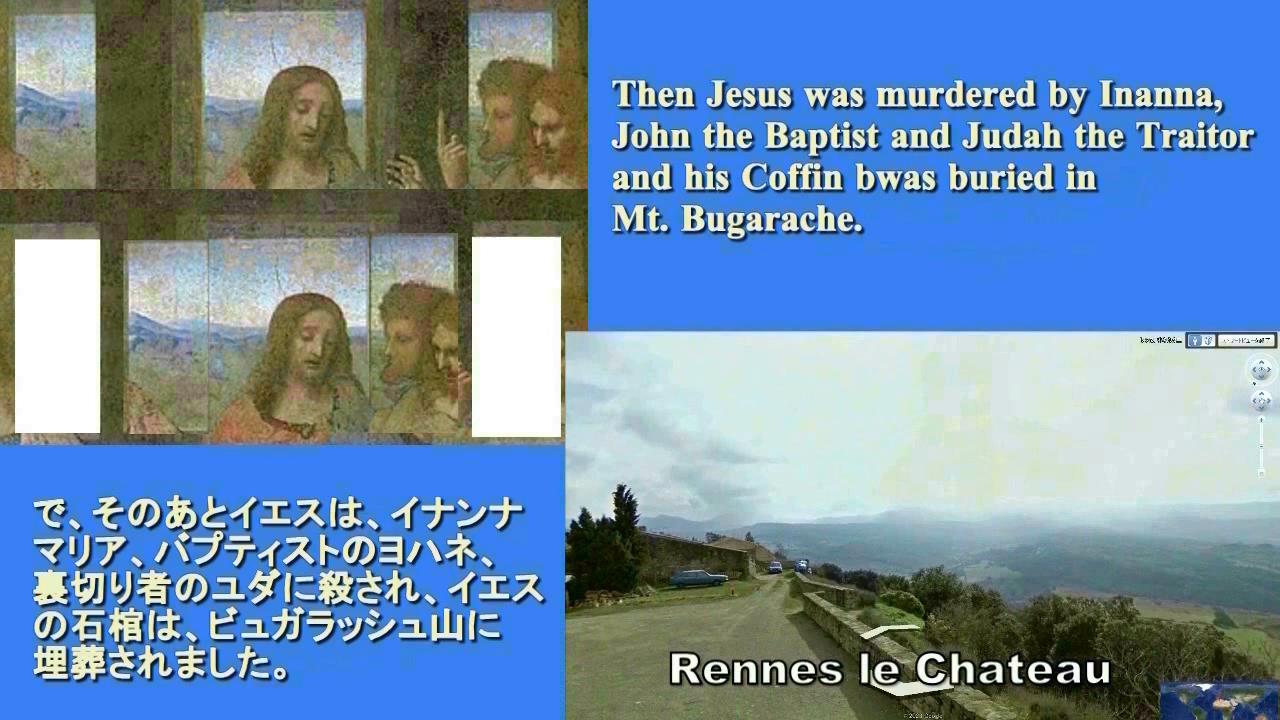 Then Jesus was murdered by Inanna,
John the Baptist and Judah the Traitor
and his Coffin bwas buried in
Mt. Bugarache.
で、そのあとイエスは、イナンナ
マリア、バプティストのヨハネ、
裏切り者のユダに殺され、イエス
の石棺は、ビュガラッシュ山に
埋葬されました。
Rennes le Chateau